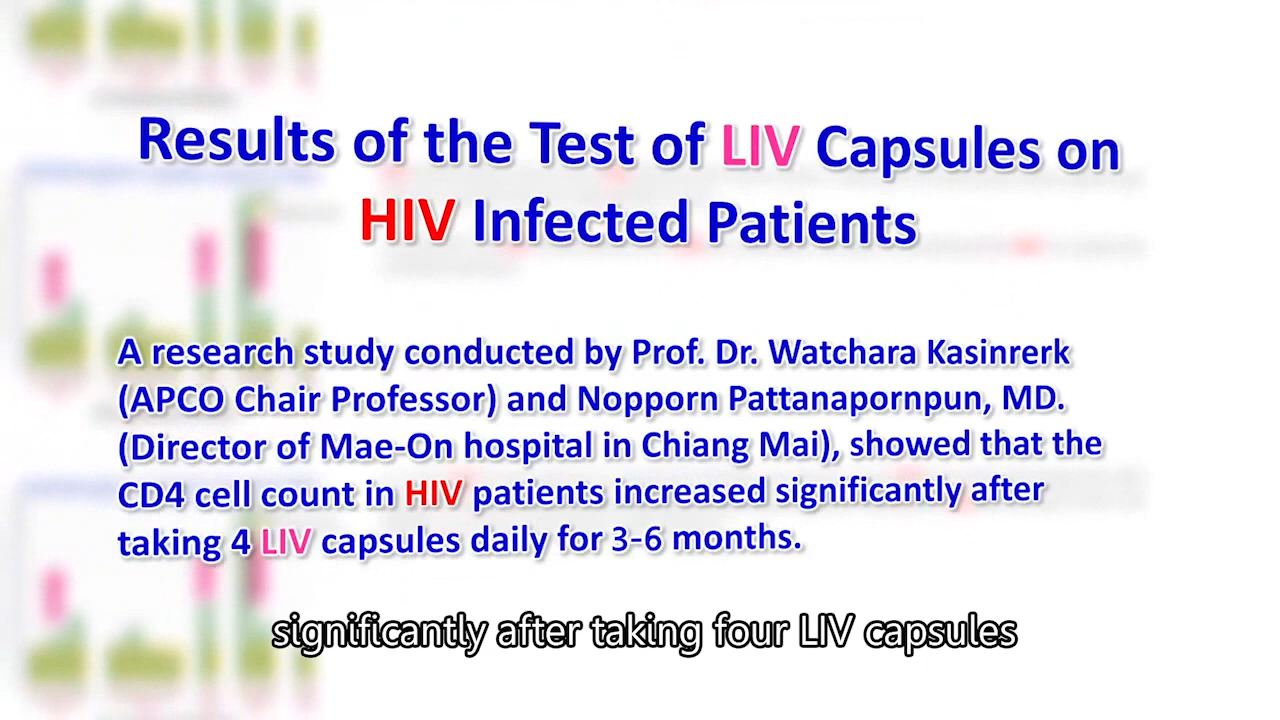 Results of the Test of LIV Capsules on
HIV Infected Patients
A research study conducted by Prof. Dr. Watchara Kasinrerk
(APCO Chair Professor) and Nopporn Pattanapornpun, MD.
(Director of Mae-On hospital in Chiang Mai), showed that the
CD4 cell count in HIV patients increased significantly after
taking 4 LIV capsules daily for 3-6 months.
significantly after taking four LIV capsules